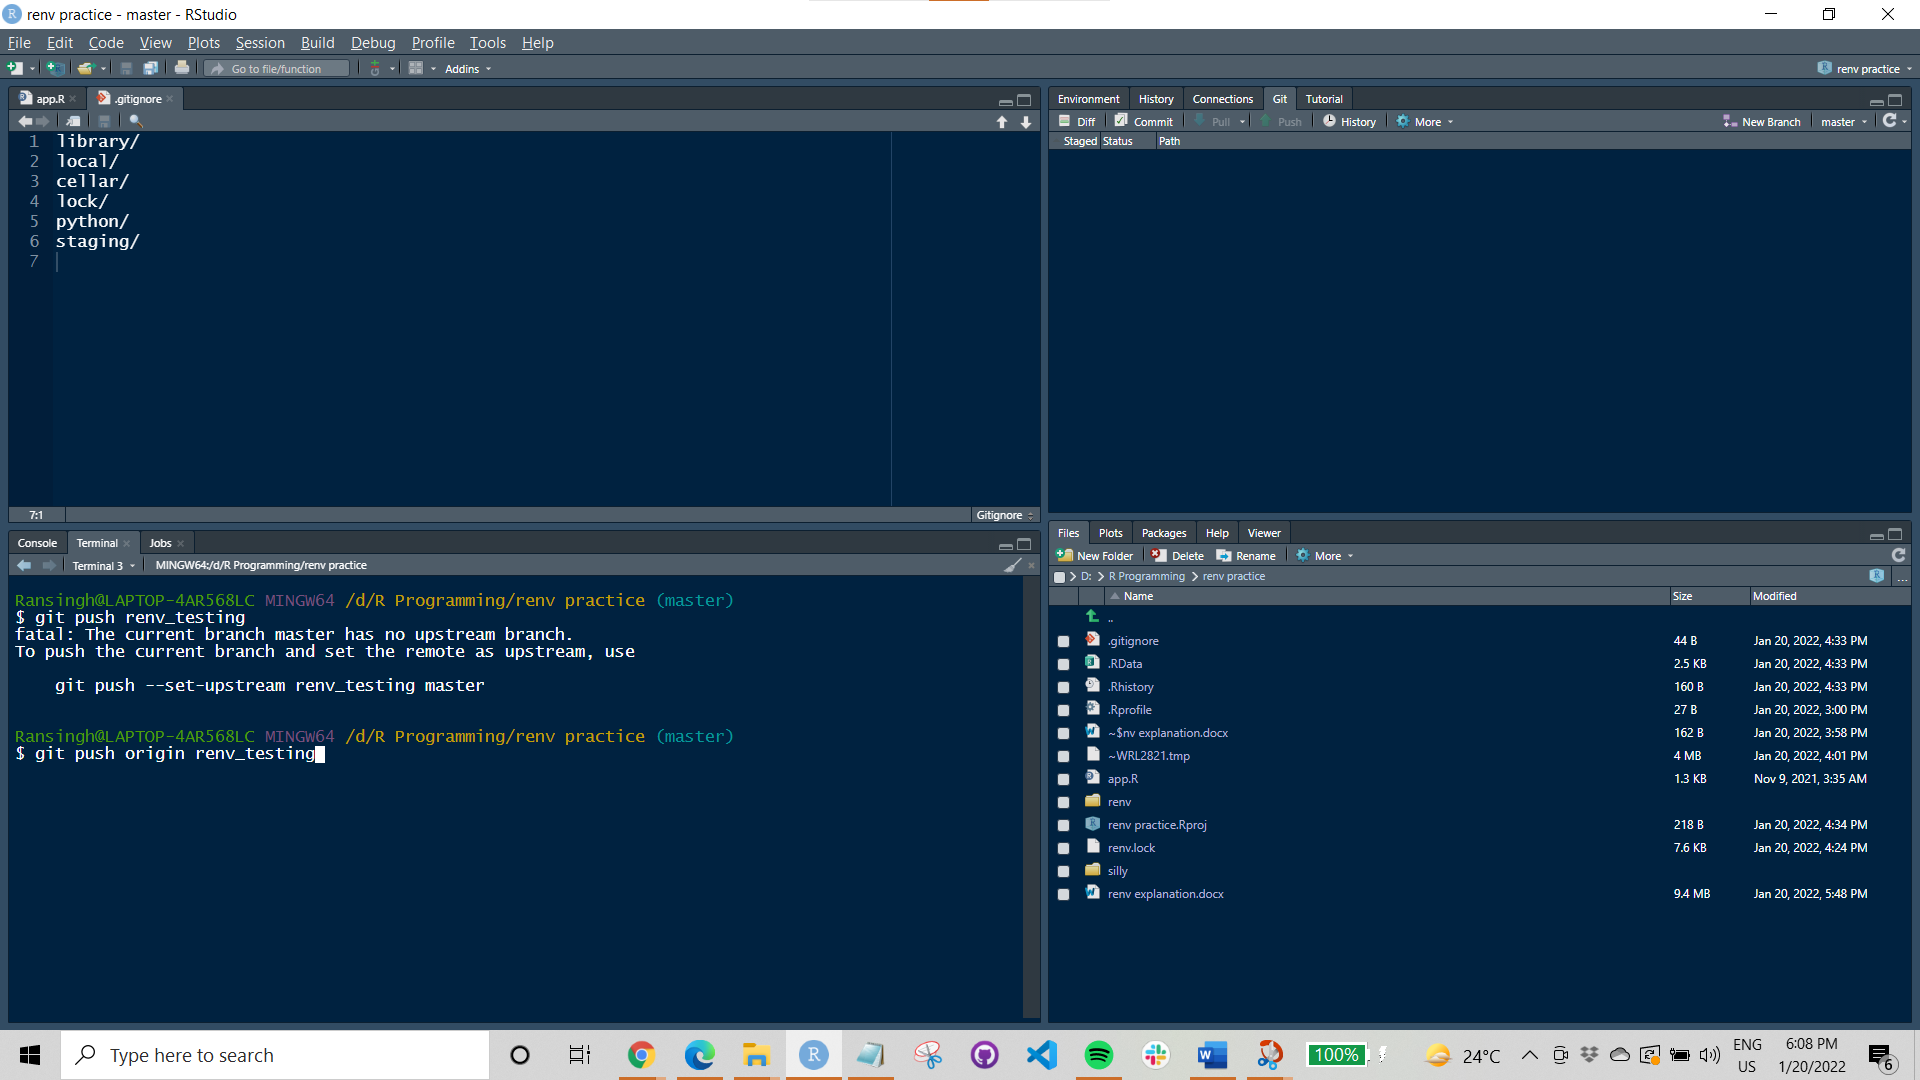 renv practice - master - RStudio
File Edit Code View Plots Session Build Debug Profile Tools Help
Go to file/function Addins renv practice
app.R .gitignore
1 library/
2 local/
3 cellar/
4 lock/
5 python/
6 staging/
7
7:1 Gitignore
Console Terminal Jobs
Terminal 3 MINGW64:/d/R Programming/renv practice
Ransingh@LAPTOP-4AR568LC MINGW64 /d/R Programming/renv practice (master)
$ git push renv_testing
fatal: The current branch master has no upstream branch.
To push the current branch and set the remote as upstream, use
git push --set-upstream renv_testing master
Ransingh@LAPTOP-4AR568LC MINGW64 /d/R Programming/renv practice (master)
$ git push origin renv_testing
Environment History Connections Git Tutorial
Diff Commit Pull Push History More New Branch master
Staged Status Path
Files Plots Packages Help Viewer
New Folder Delete Rename More
D: R Programming renv practice ...
Name Size Modified
..
.gitignore 44 B Jan 20, 2022, 4:33 PM
.RData 2.5 KB Jan 20, 2022, 4:33 PM
.Rhistory 160 B Jan 20, 2022, 4:33 PM
.Rprofile 27 B Jan 20, 2022, 3:00 PM
~$nv explanation.docx 162 B Jan 20, 2022, 3:58 PM
~WRL2821.tmp 4 MB Jan 20, 2022, 4:01 PM
app.R 1.3 KB Nov 9, 2021, 3:35 AM
renv
renv practice.Rproj 218 B Jan 20, 2022, 4:34 PM
renv.lock 7.6 KB Jan 20, 2022, 4:24 PM
silly
renv explanation.docx 9.4 MB Jan 20, 2022, 5:48 PM
Type here to search
100%
24°C
ENG
US
6:08 PM
1/20/2022
6